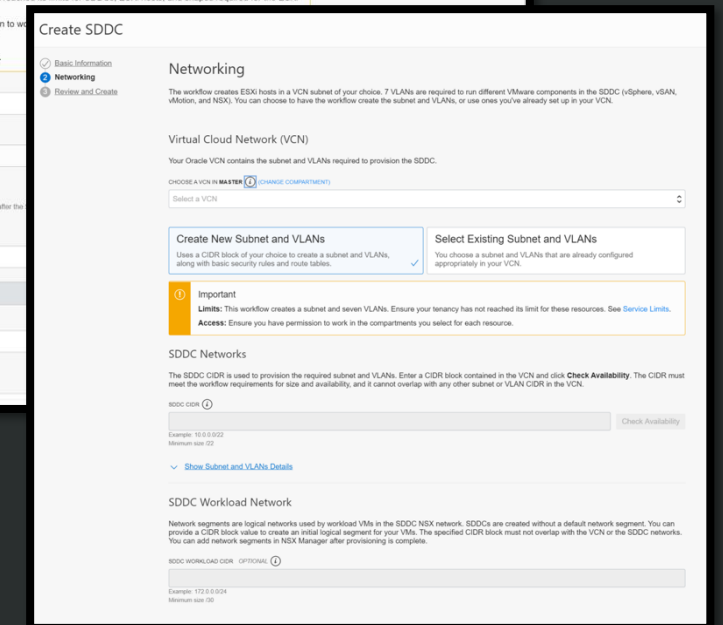 Create SDDC
Basic Information
2 Networking
3 Review and Create
Networking
The workflow creates ESXi hosts in a VCN subnet of your choice. 7 VLANs are required to run different VMware components in the SDDC (vSphere, vSAN,
vMotion, and NSX). You can choose to have the workflow create the subnet and VLANs, or use ones you've already set up in your VCN.
Virtual Cloud Network (VCN)
Your Oracle VCN contains the subnet and VLANs required to provision the SDDC.
CHOOSE A VCN IN MASTER i (CHANGE COMPARTMENT)
Select a VCN
Create New Subnet and VLANs
Uses a CIDR block of your choice to create a subnet and VLANs,
along with basic security rules and route tables.
Select Existing Subnet and VLANs
You choose a subnet and VLANs that are already configured
appropriately in your VCN.
Important
Limits: This workflow creates a subnet and seven VLANs. Ensure your tenancy has not reached its limit for these resources. See Service Limits.
Access: Ensure you have permission to work in the compartments you select for each resource.
SDDC Networks
The SDDC CIDR is used to provision the required subnet and VLANs. Enter a CIDR block contained in the VCN and click Check Availability. The CIDR must
meet the workflow requirements for size and availability, and it cannot overlap with any other subnet or VLAN CIDR in the VCN.
SDDC CIDR i
Check Availability
Example: 10.0.0.0/22
Minimum size /22
Show Subnet and VLANs Details
SDDC Workload Network
Network segments are logical networks used by workload VMs in the SDDC NSX network. SDDCs are created without a default network segment. You can
provide a CIDR block value to create an initial logical segment for your VMs. The specified CIDR block must not overlap with the VCN or the SDDC networks.
You can add network segments in NSX Manager after provisioning is complete.
SDDC WORKLOAD CIDR OPTIONAL i
Example: 172.0.0.0/24
Minimum size /30